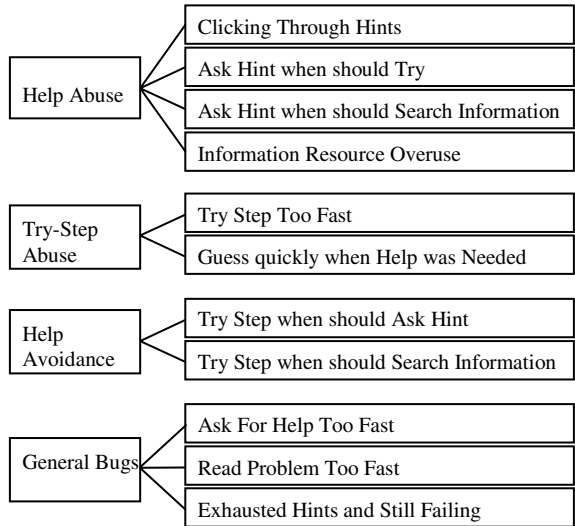 Help Abuse
Clicking Through Hints
Ask Hint when should Try
Ask Hint when should Search Information
Information Resource Overuse
Try-Step
Abuse
Try Step Too Fast
Guess quickly when Help was Needed
Help
Avoidance
Try Step when should Ask Hint
Try Step when should Search Information
General Bugs
Ask For Help Too Fast
Read Problem Too Fast
Exhausted Hints and Still Failing